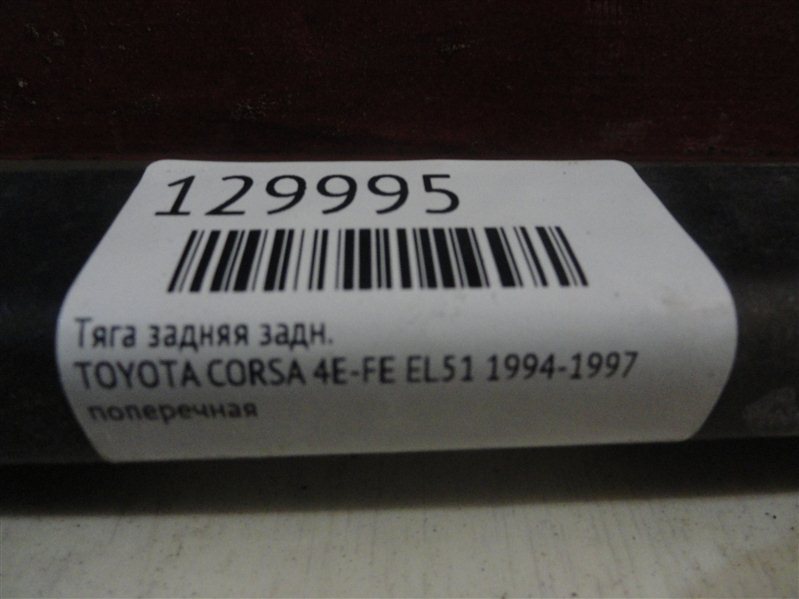 129995
Тяга задняя задн.
TOYOTA CORSA 4E-FE EL51 1994-1997
поперечная